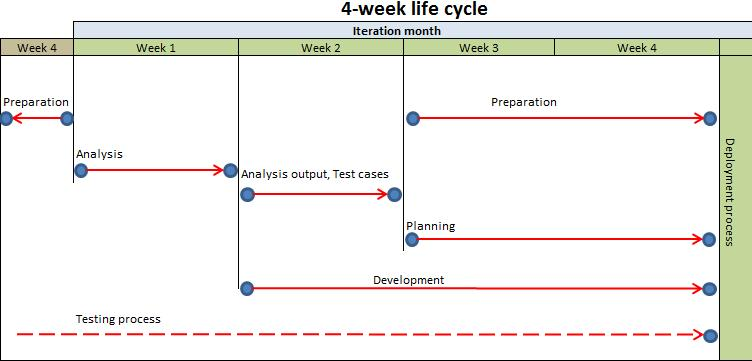 4-week life cycle
Iteration month
Week 4
Week 1
Week 2
Week 3
Week 4
Preparation
Preparation
Analysis
Analysis output, Test cases
Planning
Development
Testing process
Deployment process